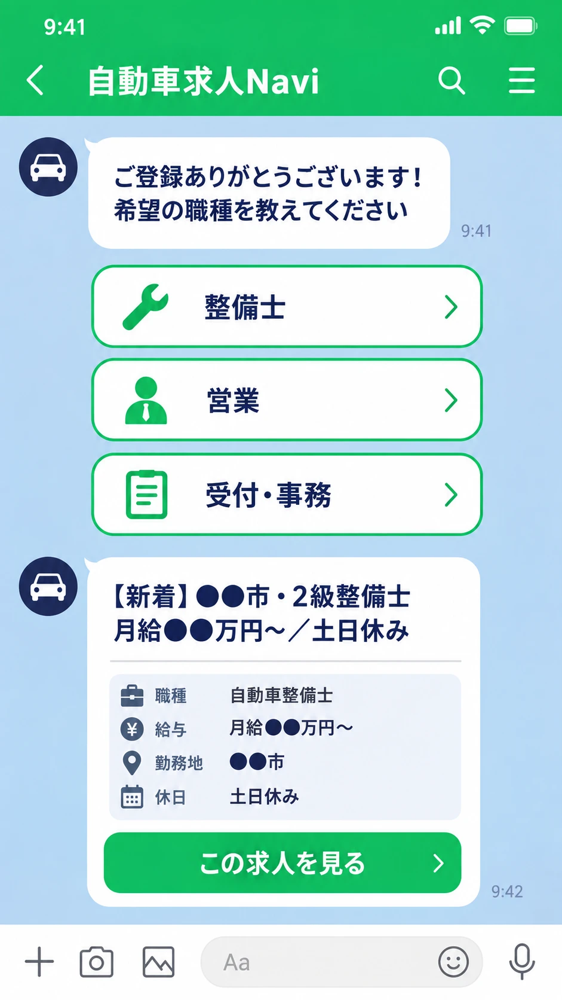 9:41
自動車求人Navi
ご登録ありがとうございます!
希望の職種を教えてください
9:41
整備士
営業
受付・事務
【新着】●●市・2級整備士
月給●●万円～／土日休み
職種 自動車整備士
給与 月給●●万円～
勤務地 ●●市
休日 土日休み
この求人を見る
9:42
Aa